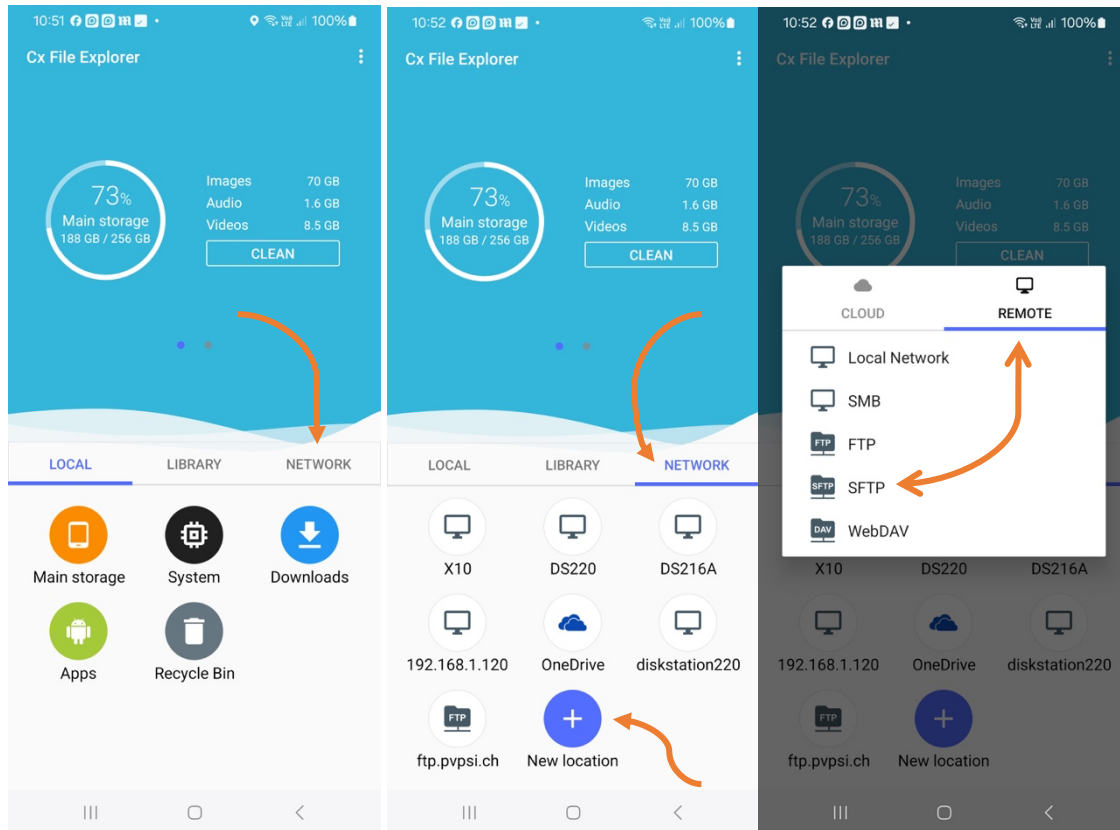 10:51
VoI) LTE 100%
Cx File Explorer
73%
Main storage
188 GB / 256 GB
Images 70 GB
Audio 1.6 GB
Videos 8.5 GB
CLEAN
LOCAL LIBRARY NETWORK
Main storage System Downloads
Apps Recycle Bin
10:52
VoI) LTE 100%
Cx File Explorer
73%
Main storage
188 GB / 256 GB
Images 70 GB
Audio 1.6 GB
Videos 8.5 GB
CLEAN
LOCAL LIBRARY NETWORK
X10 DS220 DS216A
192.168.1.120 OneDrive diskstation220
FTP
ftp.pvpsi.ch New location
10:52
VoI) LTE 100%
Cx File Explorer
73%
Main storage
188 GB / 256 GB
Images 70 GB
Audio 1.6 GB
Videos 8.5 GB
CLEAN
CLOUD REMOTE
Local Network
SMB
FTP FTP
SFTP SFTP
DAV WebDAV
X10 DS220 DS216A
192.168.1.120 OneDrive diskstation220
FTP
ftp.pvpsi.ch New location